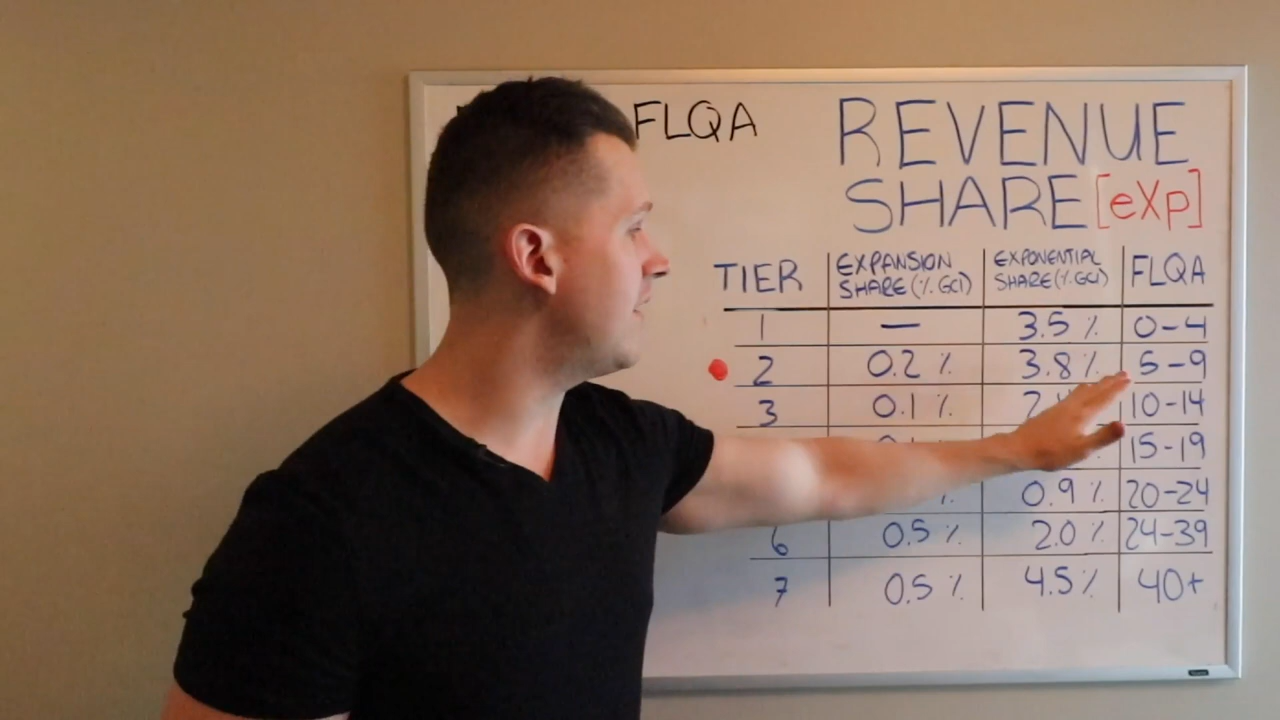 FLQA
REVENUE
SHARE [eXp]
TIER EXPANSION SHARE (%GCI) EXPONENTIAL SHARE (%GCI) FLQA
1 — 3.5% 0-4
2 0.2% 3.8% 5-9
3 0.1% 10-14
15-19
0.9% 20-24
6 0.5% 2.0% 24-39
7 0.5% 4.5% 40+